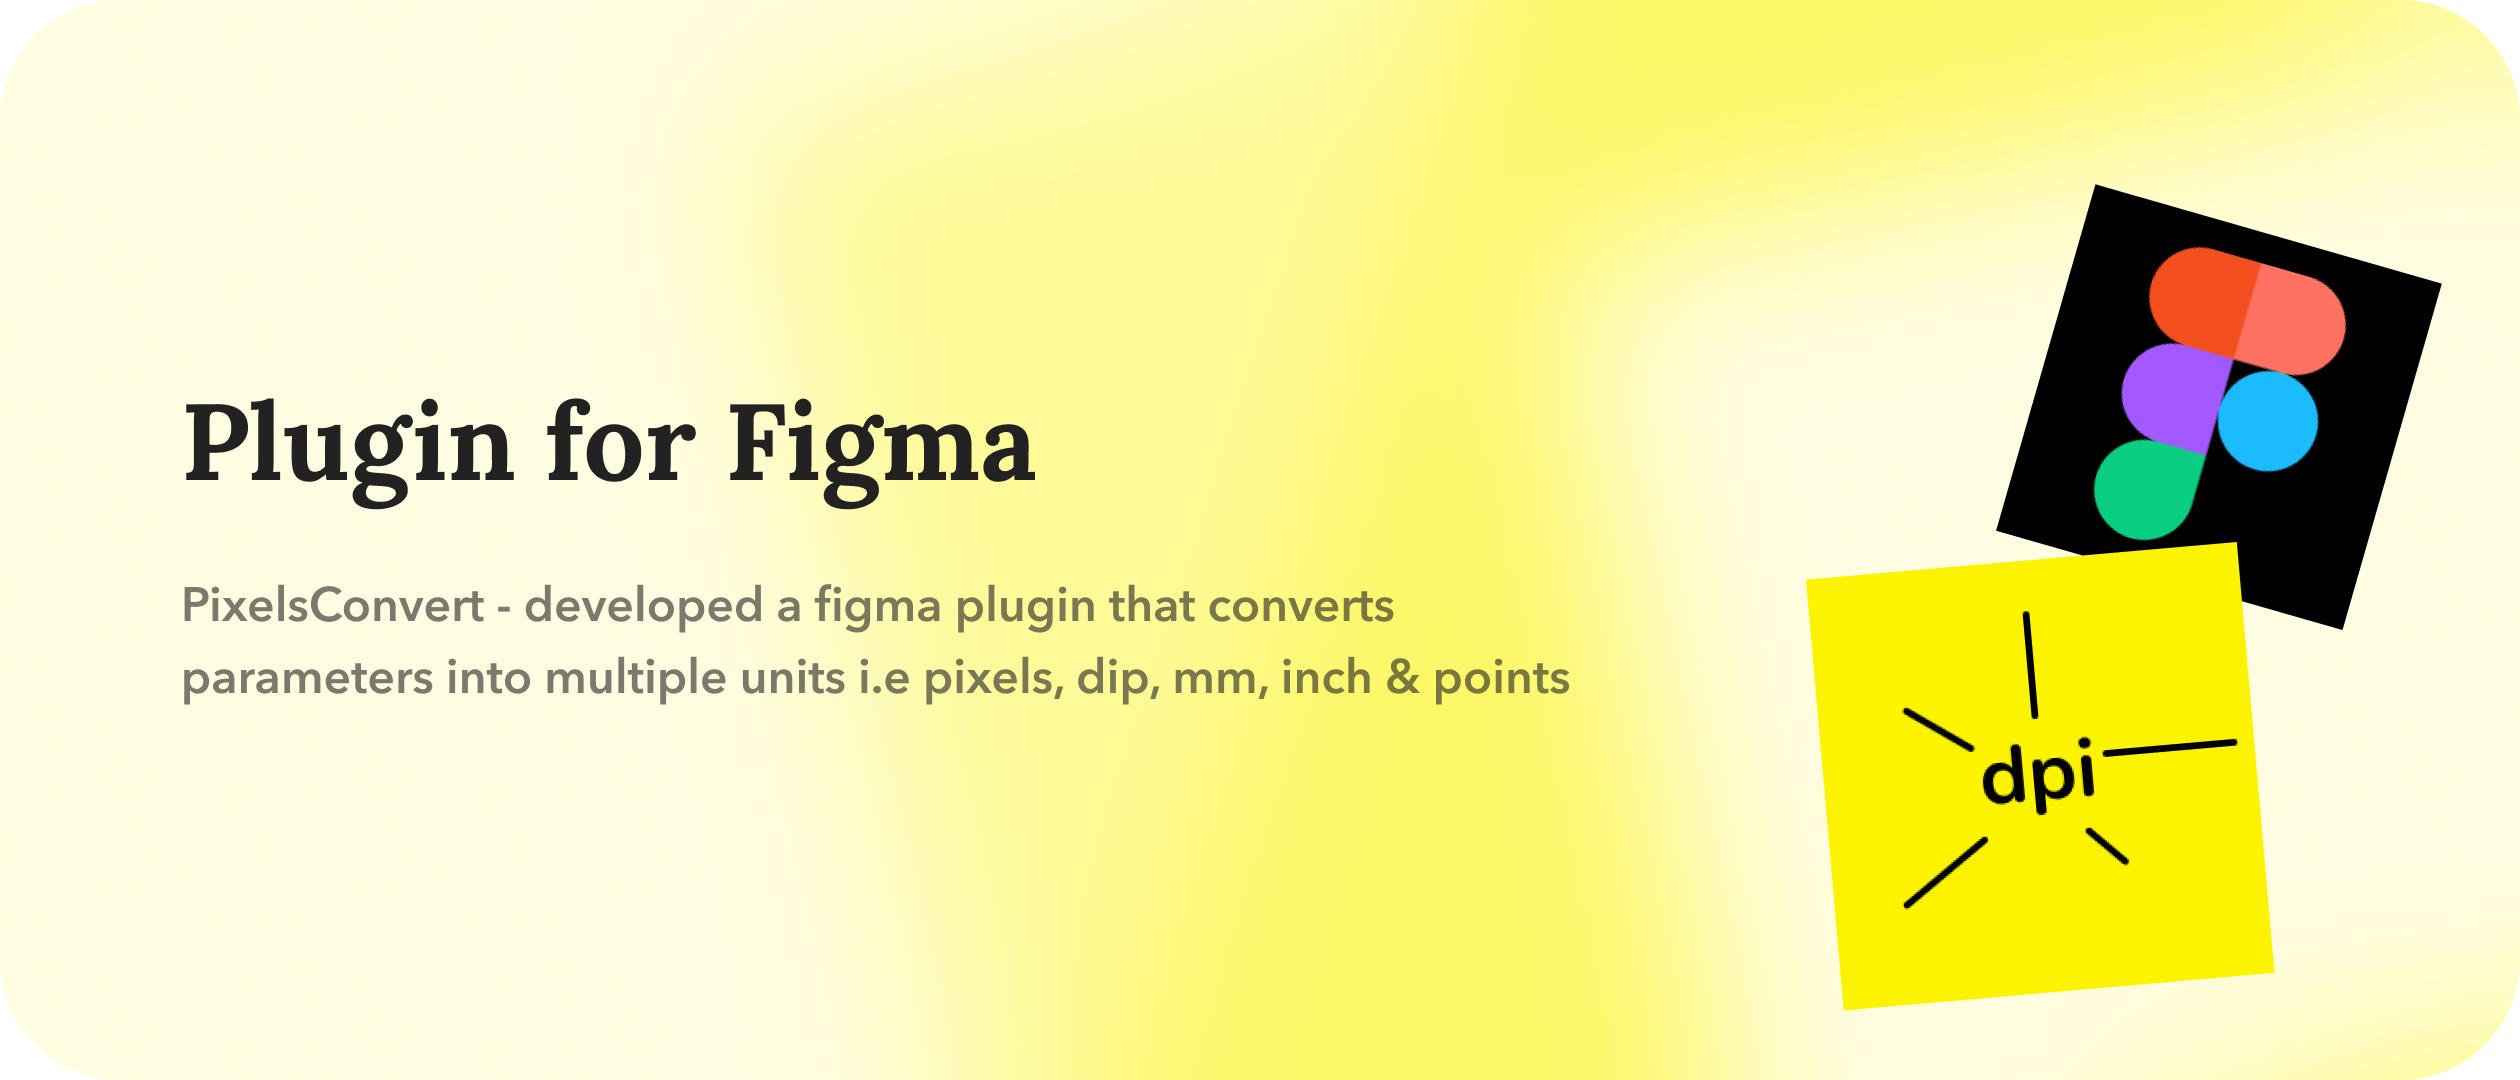 Plugin for Figma
PixelsConvert - developed a figma plugin that converts
parameters into multiple units i.e pixels, dip, mm, inch & points
dpi